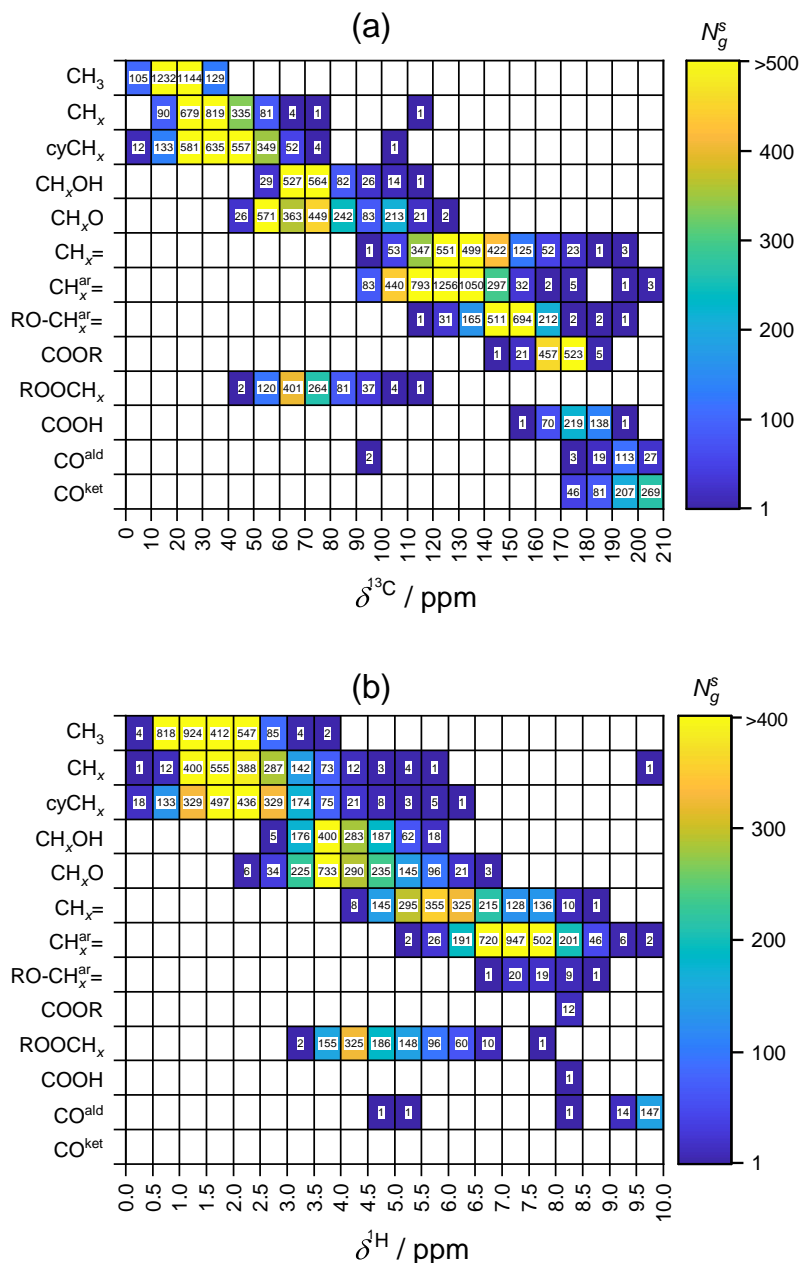 (a)
N_g^s
CH₃ 105 1232 1144 129 >500
CHₓ 90 679 819 335 81 4 1 1
cyCHₓ 12 133 581 635 557 349 52 4 1 400
CHₓOH 29 527 564 82 26 14 1
CHₓO 26 571 363 449 242 83 213 21 2
CHₓ= 1 53 347 551 499 422 125 52 23 1 3 300
CHₓᵃʳ= 83 440 793 1256 1050 297 32 2 5 1 3
RO-CHₓᵃʳ= 1 31 165 511 694 212 2 2 1 200
COOR 1 21 457 523 5
ROOCHₓ 2 120 401 264 81 37 4 1
COOH 1 70 219 138 1 100
COᵃˡᵈ 2 3 19 113 27
COᵏᵉᵗ 46 81 207 269 1
0 10 20 30 40 50 60 70 80 90 100 110 120 130 140 150 160 170 180 190 200 210
δ¹³C / ppm
(b)
N_g^s
CH₃ 4 818 924 412 547 85 4 2 >400
CHₓ 1 12 400 555 388 287 142 73 12 3 4 1 1
cyCHₓ 18 133 329 497 436 329 174 75 21 8 3 5 1
CHₓOH 5 176 400 283 187 62 18 300
CHₓO 6 34 225 733 290 235 145 96 21 3
CHₓ= 8 145 295 355 325 215 128 136 10 1
CHₓᵃʳ= 2 26 191 720 947 502 201 46 6 2 200
RO-CHₓᵃʳ= 1 20 19 9 1
COOR 12
ROOCHₓ 2 155 325 186 148 96 60 10 1 100
COOH 1
COᵃˡᵈ 1 1 1 14 147
COᵏᵉᵗ 1
0.0 0.5 1.0 1.5 2.0 2.5 3.0 3.5 4.0 4.5 5.0 5.5 6.0 6.5 7.0 7.5 8.0 8.5 9.0 9.5 10.0
δ¹H / ppm